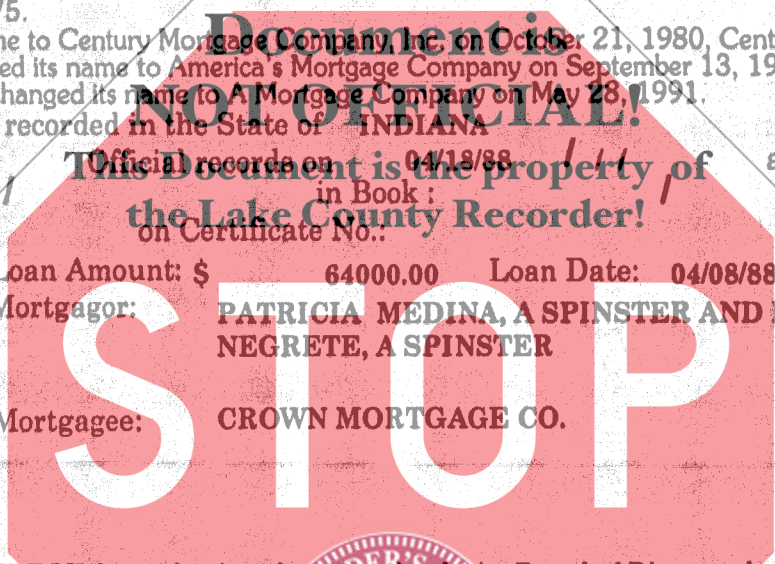 75.
ne to Century Mortgage Company, Inc. on October 21, 1980, Cent
ed its name to America's Mortgage Company on September 13, 19
hanged its name to A Mortgage Company on May 28, 1991.
recorded in the State of INDIANA
Official records on 04/18/88
in Book :
on Certificate No.:
Loan Amount: $ 64000.00 Loan Date: 04/08/88
Mortgagor: PATRICIA MEDINA, A SPINSTER AND
NEGRETE, A SPINSTER
Mortgagee: CROWN MORTGAGE CO.
Document is
NOT OFFICIAL!
This Document is the property of
the Lake County Recorder!
STOP